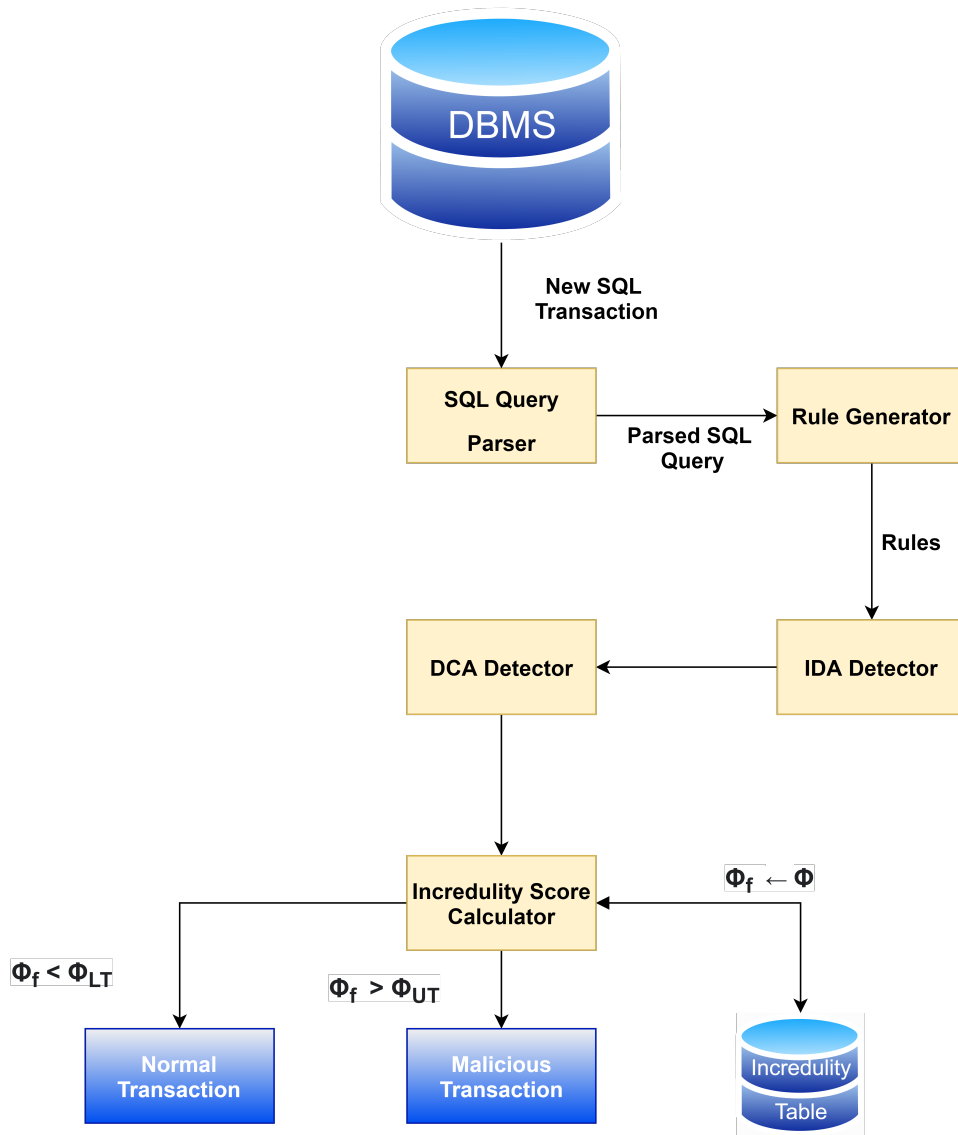 DBMS
New SQL
Transaction
SQL Query
Parser
Parsed SQL
Query
Rule Generator
Rules
DCA Detector
IDA Detector
Incredulity Score
Calculator
Φf ← Φ
Φf < ΦLT
Φf > ΦUT
Normal
Transaction
Malicious
Transaction
Incredulity
Table